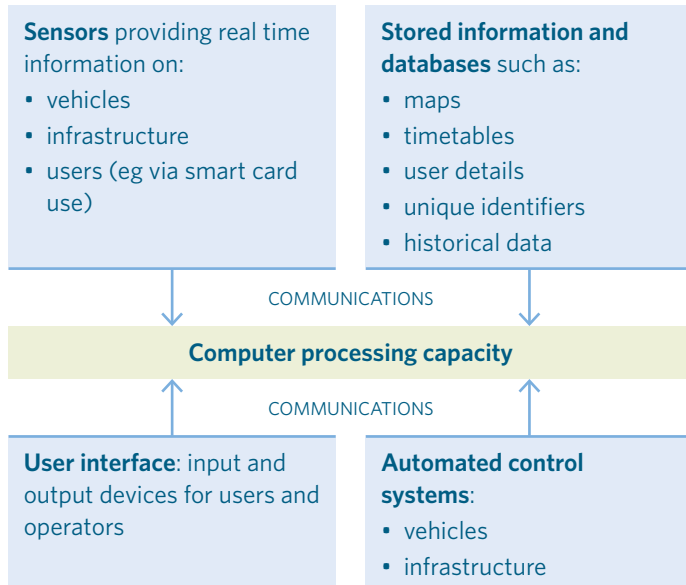 Sensors providing real time
information on:
• vehicles
• infrastructure
• users (eg via smart card
use)
Stored information and
databases such as:
• maps
• timetables
• user details
• unique identifiers
• historical data
COMMUNICATIONS
Computer processing capacity
COMMUNICATIONS
User interface: input and
output devices for users and
operators
Automated control
systems:
• vehicles
• infrastructure